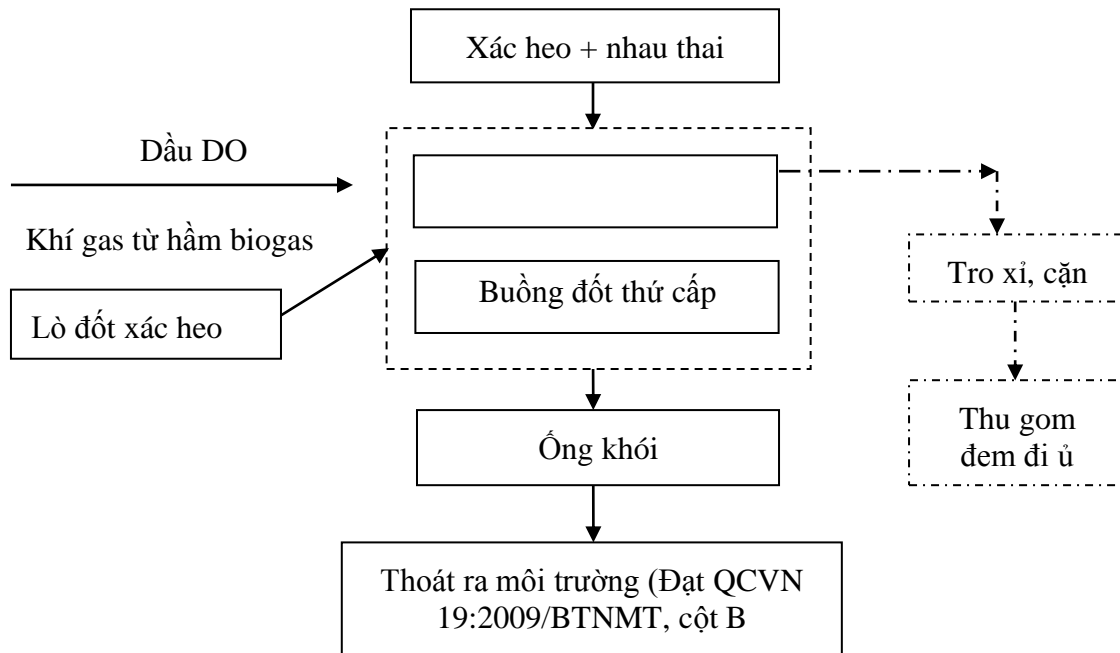 Xác heo + nhau thai
Dầu DO
Khí gas từ hầm biogas
Lò đốt xác heo
Buồng đốt thứ cấp
Tro xỉ, cặn
Thu gom
đem đi ủ
Ống khói
Thoát ra môi trường (Đạt QCVN
19:2009/BTNMT, cột B